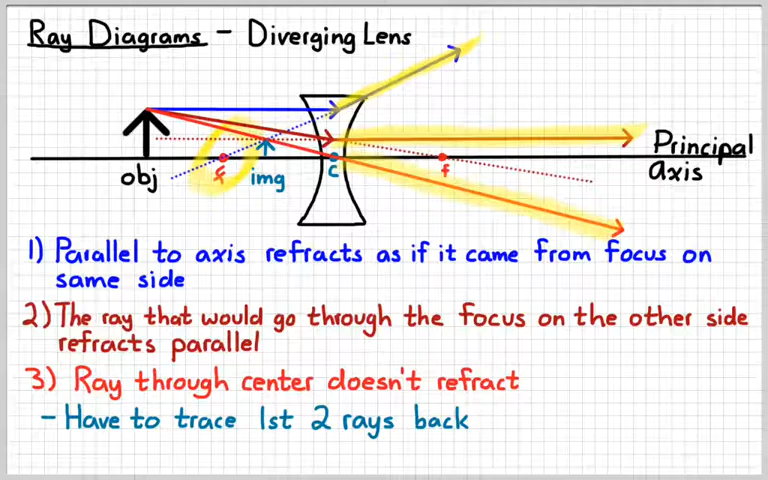 Ray Diagrams - Diverging Lens
Principal
axis
obj
f
img
c
f
1) Parallel to axis refracts as if it came from focus on
same side
2) The ray that would go through the focus on the other side
refracts parallel
3) Ray through center doesn't refract
- Have to trace 1st 2 rays back